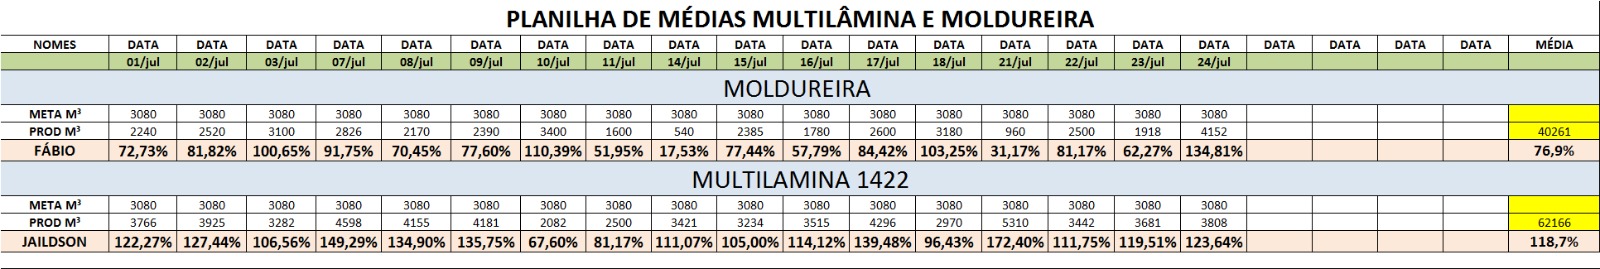 PLANILHA DE MÉDIAS MULTILÂMINA E MOLDUREIRA
NOMES DATA DATA DATA DATA DATA DATA DATA DATA DATA DATA DATA DATA DATA DATA DATA DATA DATA DATA DATA DATA DATA MÉDIA
01/jul 02/jul 03/jul 07/jul 08/jul 09/jul 10/jul 11/jul 14/jul 15/jul 16/jul 17/jul 18/jul 21/jul 22/jul 23/jul 24/jul
MOLDUREIRA
META M³ 3080 3080 3080 3080 3080 3080 3080 3080 3080 3080 3080 3080 3080 3080 3080 3080 3080
PROD M³ 2240 2520 3100 2826 2170 2390 3400 1600 540 2385 1780 2600 3180 960 2500 1918 4152 40261
FÁBIO 72,73% 81,82% 100,65% 91,75% 70,45% 77,60% 110,39% 51,95% 17,53% 77,44% 57,79% 84,42% 103,25% 31,17% 81,17% 62,27% 134,81% 76,9%
MULTILAMINA 1422
META M³ 3080 3080 3080 3080 3080 3080 3080 3080 3080 3080 3080 3080 3080 3080 3080 3080 3080
PROD M³ 3766 3925 3282 4598 4155 4181 2082 2500 3421 3234 3515 4296 2970 5310 3442 3681 3808 62166
JAILDSON 122,27% 127,44% 106,56% 149,29% 134,90% 135,75% 67,60% 81,17% 111,07% 105,00% 114,12% 139,48% 96,43% 172,40% 111,75% 119,51% 123,64% 118,7%